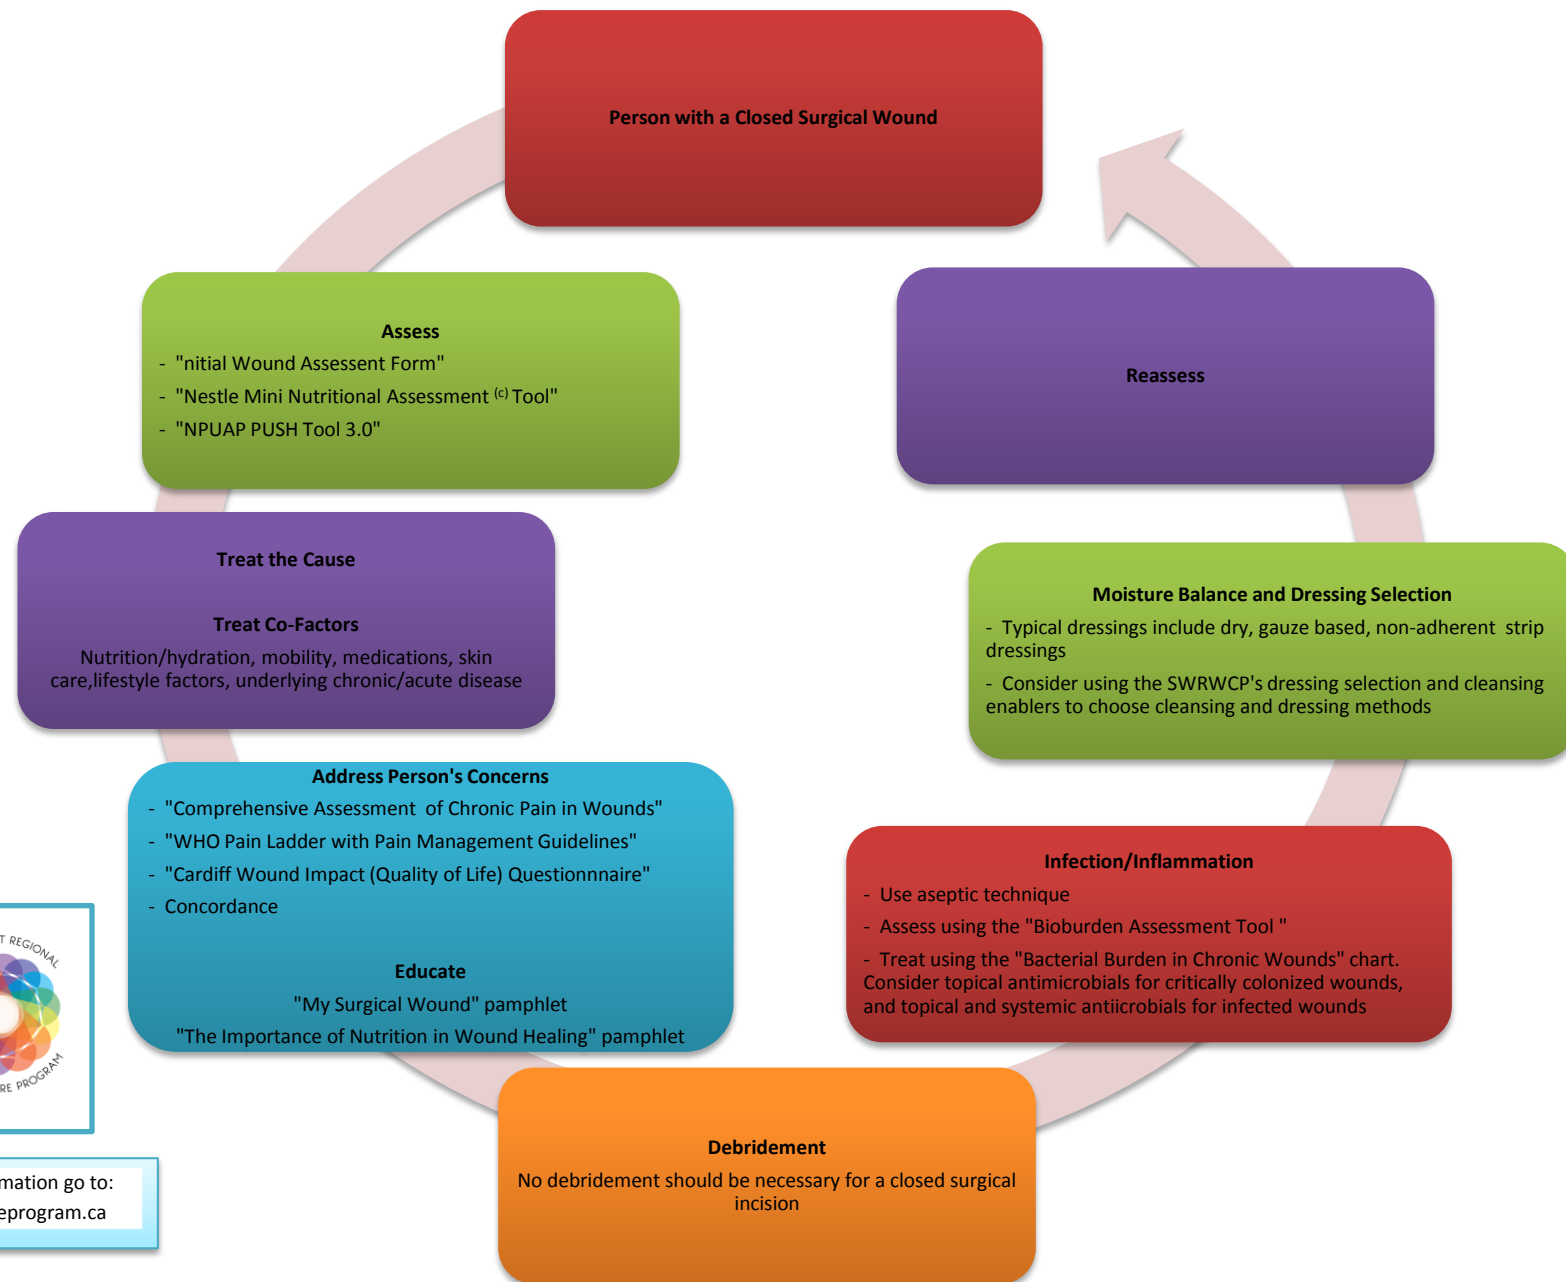 Person with a Closed Surgical Wound
Assess
- "nitial Wound Assessent Form"
- "Nestle Mini Nutritional Assessment (c) Tool"
- "NPUAP PUSH Tool 3.0"
Treat the Cause
Treat Co-Factors
Nutrition/hydration, mobility, medications, skin
care,lifestyle factors, underlying chronic/acute disease
Address Person's Concerns
- "Comprehensive Assessment of Chronic Pain in Wounds"
- "WHO Pain Ladder with Pain Management Guidelines"
- "Cardiff Wound Impact (Quality of Life) Questionnnaire"
- Concordance
Educate
"My Surgical Wound" pamphlet
"The Importance of Nutrition in Wound Healing" pamphlet
Debridement
No debridement should be necessary for a closed surgical
incision
Infection/Inflammation
- Use aseptic technique
- Assess using the "Bioburden Assessment Tool "
- Treat using the "Bacterial Burden in Chronic Wounds" chart.
Consider topical antimicrobials for critically colonized wounds,
and topical and systemic antiicrobials for infected wounds
Moisture Balance and Dressing Selection
- Typical dressings include dry, gauze based, non-adherent strip
dressings
- Consider using the SWRWCP's dressing selection and cleansing
enablers to choose cleansing and dressing methods
Reassess
T REGIONAL
RE PROGRAM
mation go to:
eprogram.ca